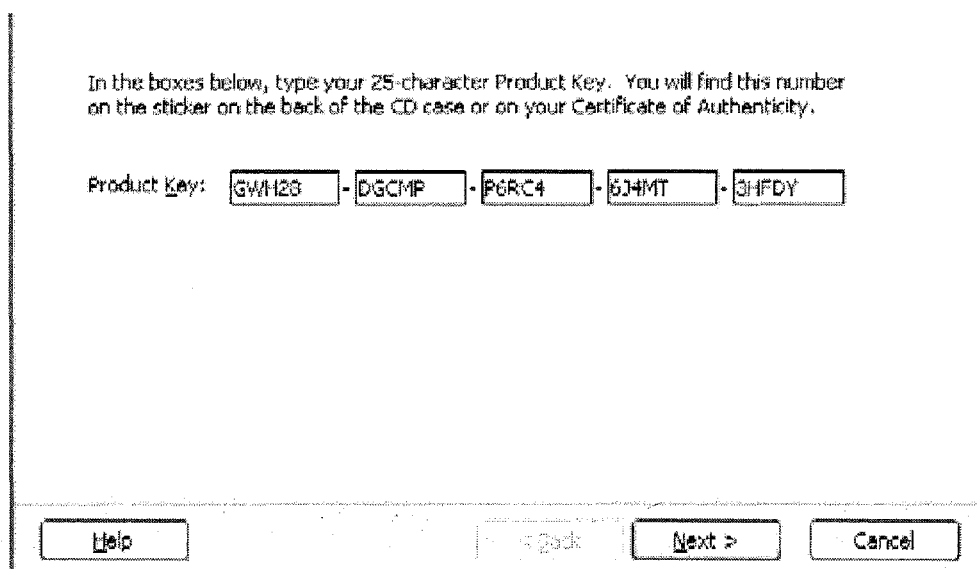 In the boxes below, type your 25-character Product Key. You will find this number
on the sticker on the back of the CD case or on your Certificate of Authenticity.
Product Key: GWH28 - DGCMP - P6RC4 - 6J4MT - 3HFDY
Help < Back Next > Cancel